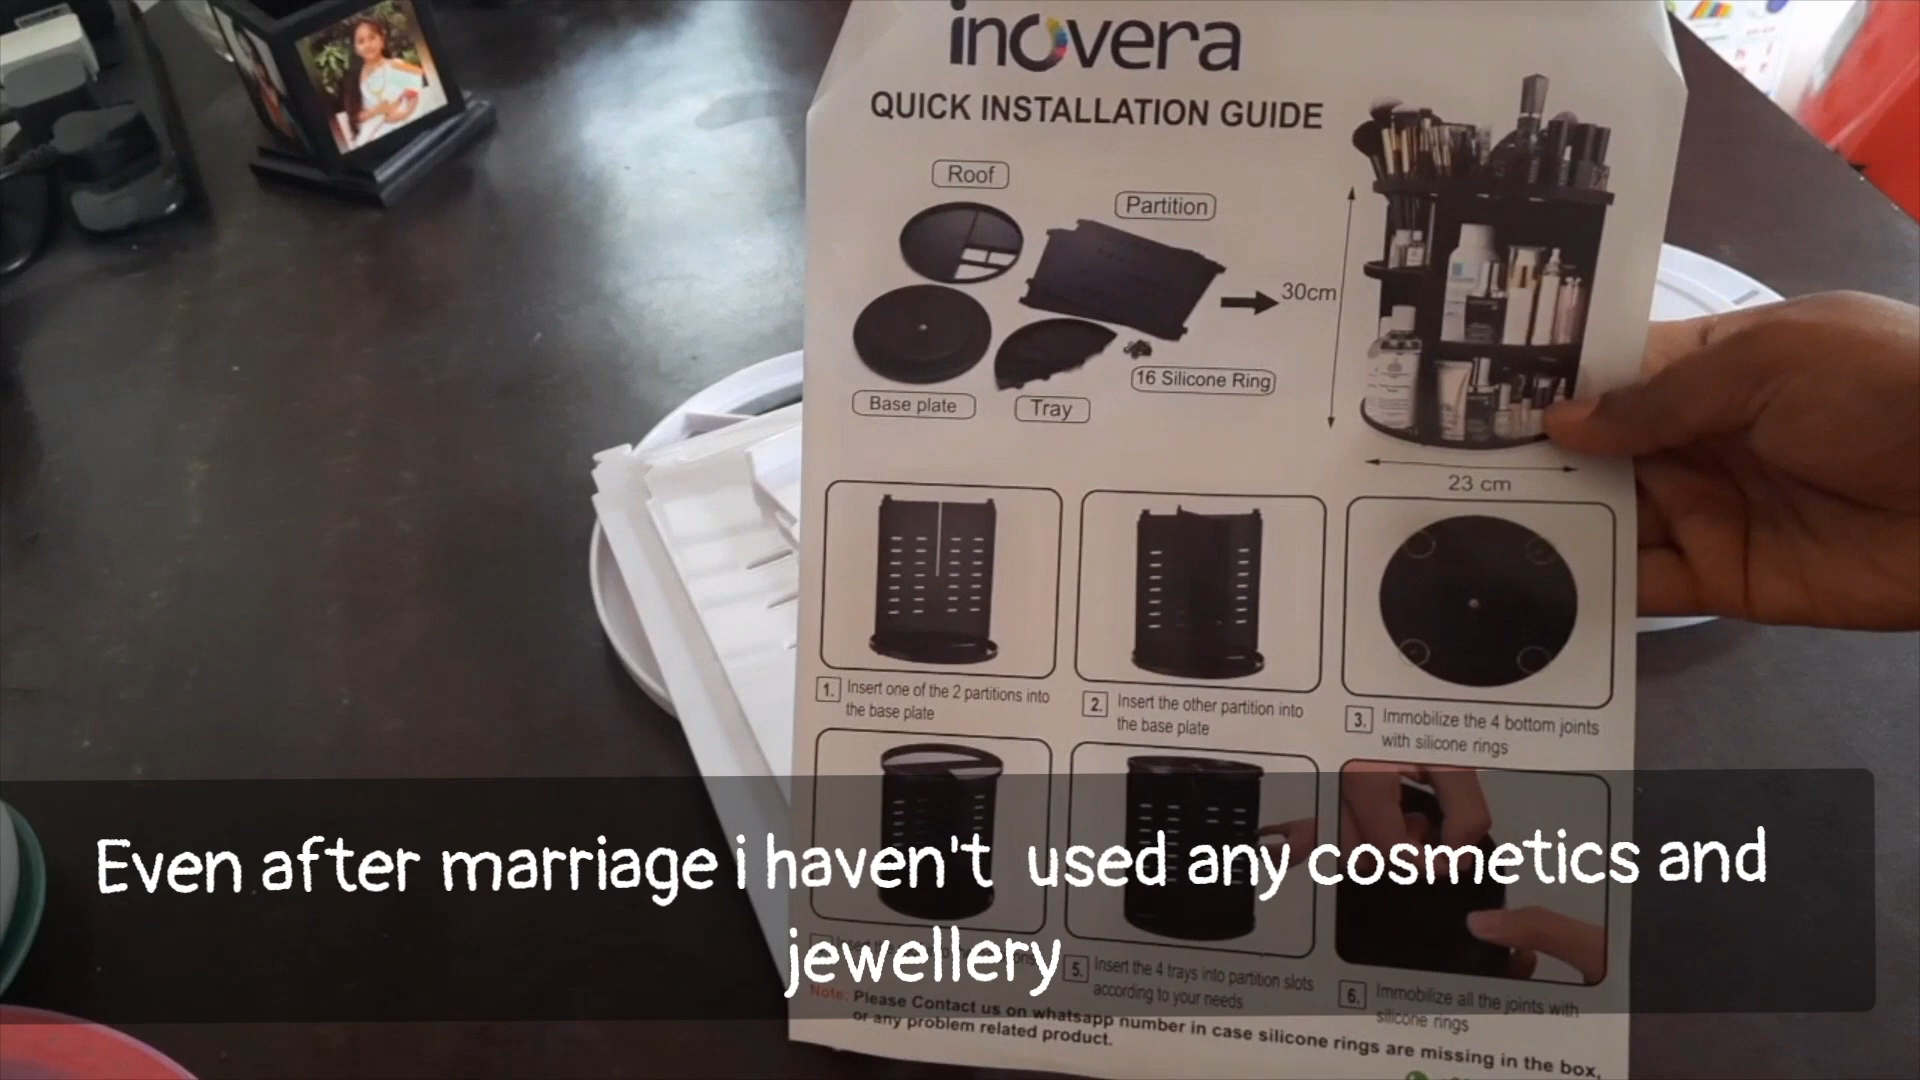 inovera
QUICK INSTALLATION GUIDE
Roof
Partition
30cm
16 Silicone Ring
Base plate
Tray
23 cm
1. Insert one of the 2 partitions into
the base plate
2. Insert the other partition into
the base plate
3. Immobilize the 4 bottom joints
with silicone rings
Even after marriage i haven't used any cosmetics and
jewellery
5. Insert the 4 trays into partition slots
according to your needs
6. Immobilize all the joints with
silicone rings
Note: Please Contact us on whatsapp number in case silicone rings are missing in the box,
or any problem related product.